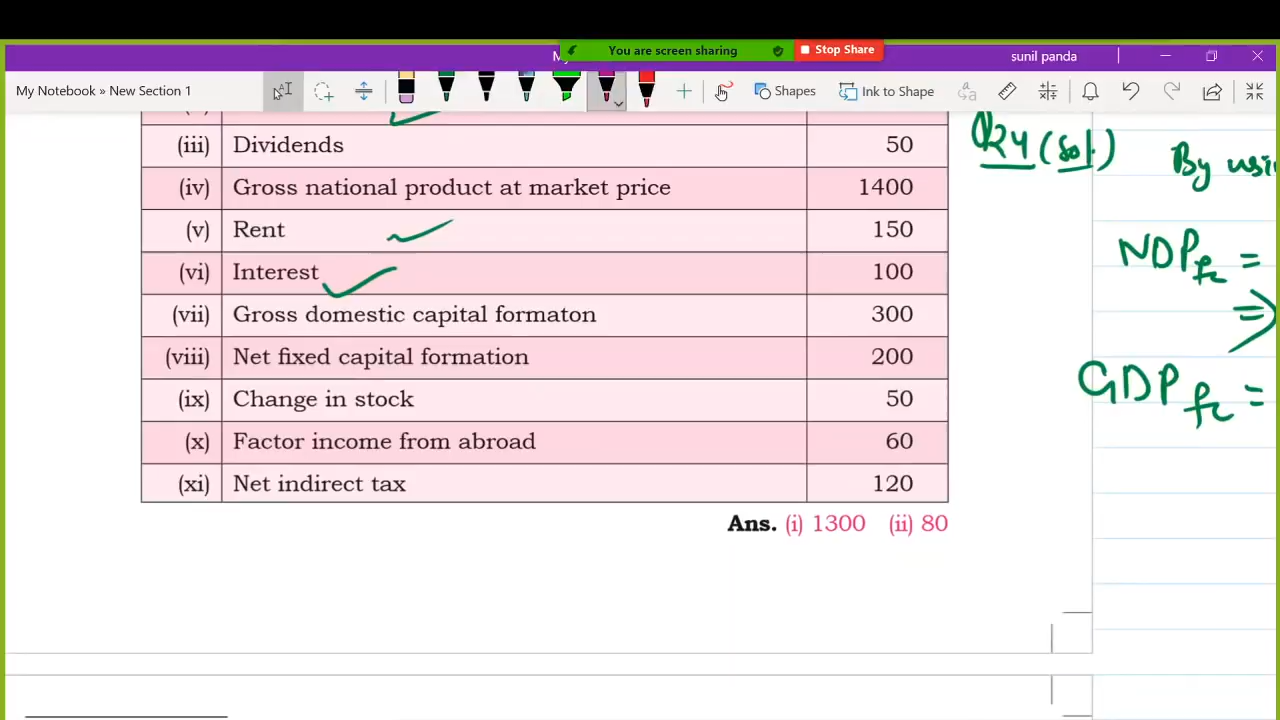 You are screen sharing
Stop Share
sunil panda
My Notebook » New Section 1
Shapes
Ink to Shape
(iii) Dividends 50
(iv) Gross national product at market price 1400
(v) Rent 150
(vi) Interest 100
(vii) Gross domestic capital formaton 300
(viii) Net fixed capital formation 200
(ix) Change in stock 50
(x) Factor income from abroad 60
(xi) Net indirect tax 120
Ans. (i) 1300 (ii) 80
Q24 (Sol.)
By
NDPfc =
⇒
GDPfc =